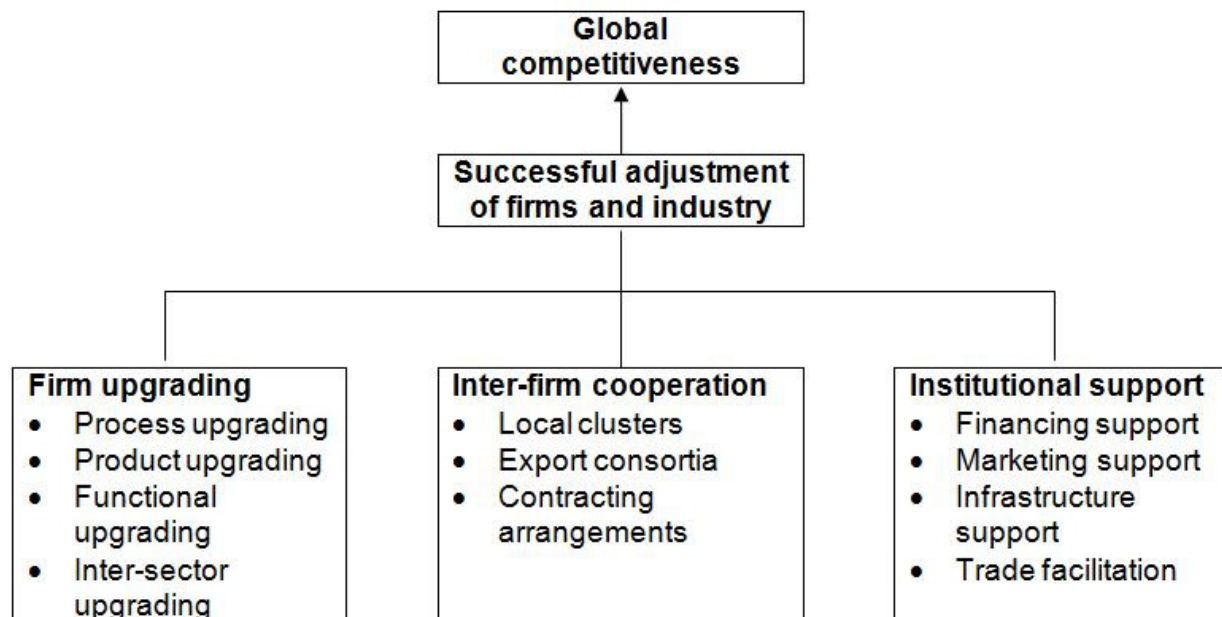 Global
competitiveness
Successful adjustment
of firms and industry
Firm upgrading
• Process upgrading
• Product upgrading
• Functional
upgrading
• Inter-sector
upgrading
Inter-firm cooperation
• Local clusters
• Export consortia
• Contracting
arrangements
Institutional support
• Financing support
• Marketing support
• Infrastructure
support
• Trade facilitation